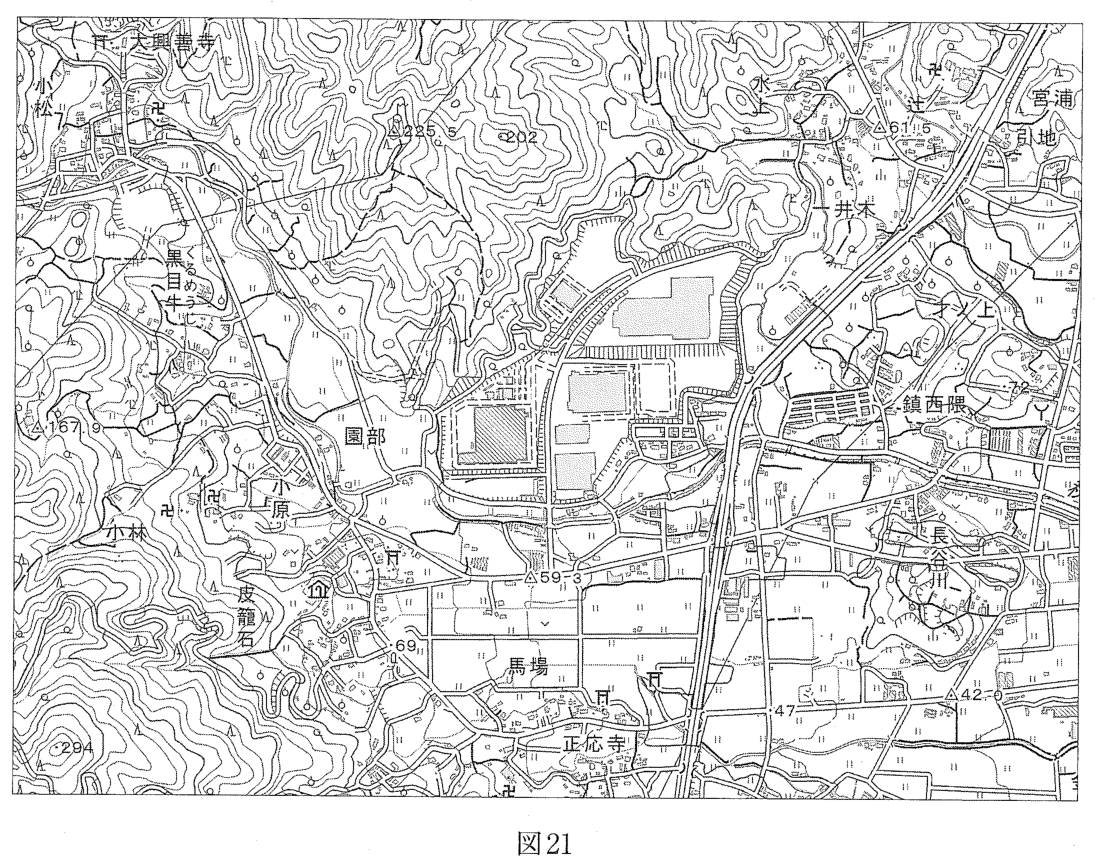 大興善寺
小松
225.5
202
水上
辻
61.5
宮浦
引地
一井木
黒目牛
るめうし
才ノ上
72
167.9
鎮西隈
園部
小原
小林
長谷川
59.3
皮籠石
69
馬場
47
42.0
正応寺
294
図21